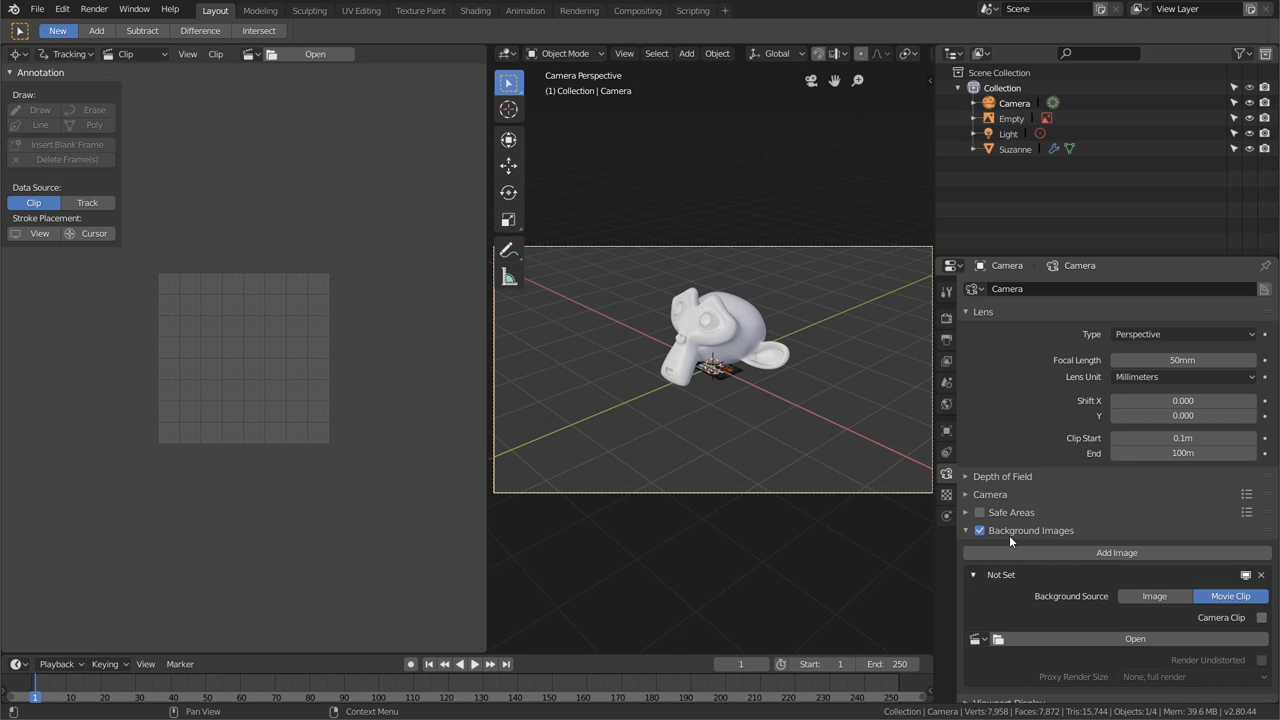 File Edit Render Window Help Layout Modeling Sculpting UV Editing Texture Paint Shading Animation Rendering Compositing Scripting + Scene View Layer
New Add Subtract Difference Intersect
Tracking Clip View Clip Open Object Mode View Select Add Object Global
Annotation
Draw:
Draw Erase
Line Poly
Insert Blank Frame
Delete Frame(s)
Data Source:
Clip Track
Stroke Placement:
View Cursor
Camera Perspective
(1) Collection | Camera
Scene Collection
Collection
Camera
Empty
Light
Suzanne
Camera Camera
Camera
Lens
Type Perspective
Focal Length 50mm
Lens Unit Millimeters
Shift X 0.000
Y 0.000
Clip Start 0.1m
End 100m
Depth of Field
Camera
Safe Areas
Background Images
Add Image
Not Set
Background Source Image Movie Clip
Camera Clip
Open
Render Undistorted
Proxy Render Size None, full render
Viewport Display
Playback Keying View Marker 1 Start: 1 End: 250
1 10 20 30 40 50 60 70 80 90 100 110 120 130 140 150 160 170 180 190 200 210 220 230 240 250
Pan View Context Menu Collection | Camera | Verts:7,958 | Faces:7,872 | Tris:15,744 | Objects:1/4 | Mem: 39.6 MB | v2.80.44